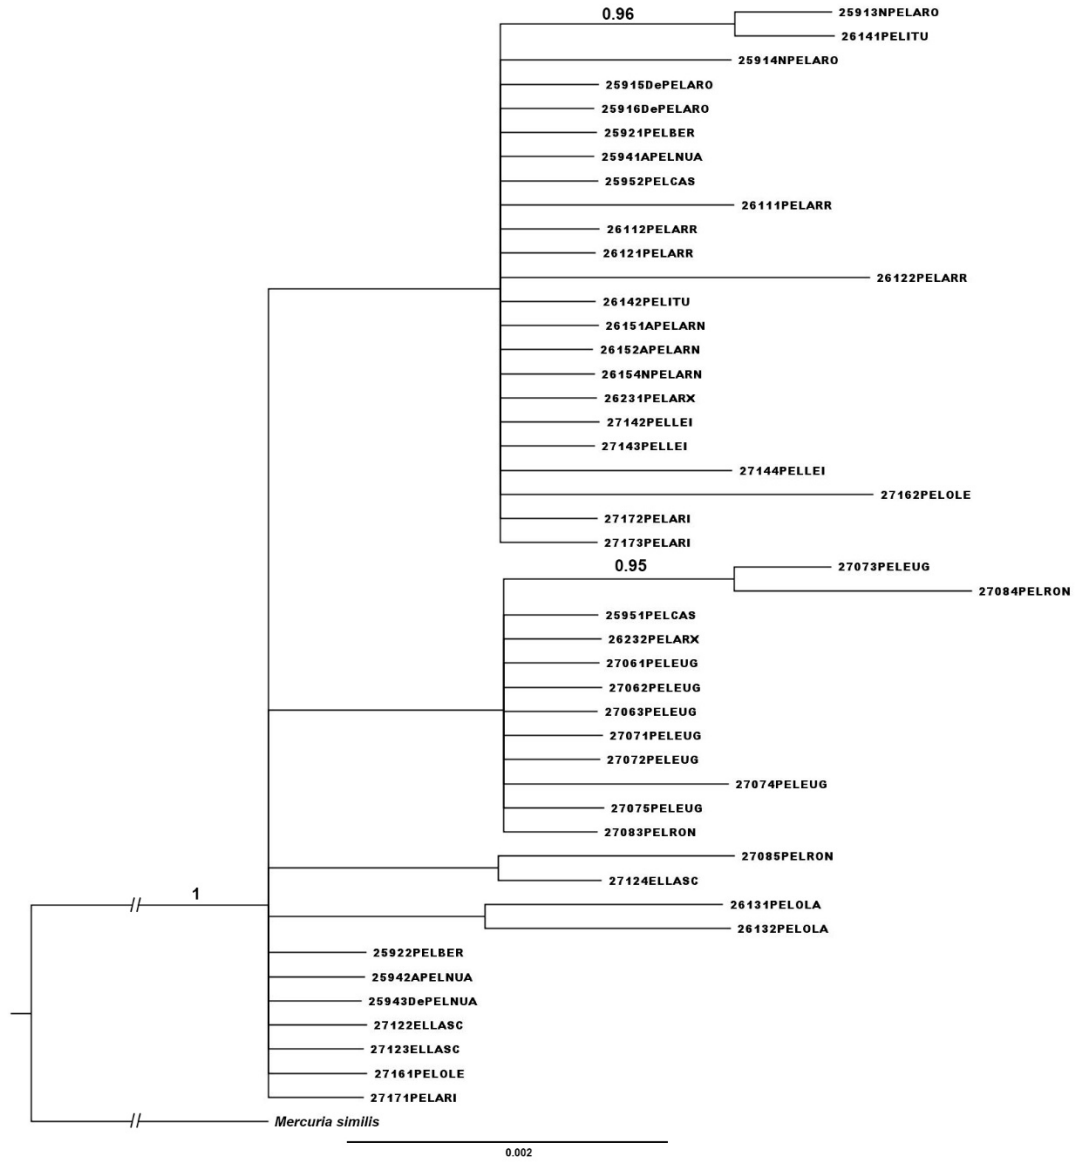 0.96
25913NPELARO
26141PELITU
25914NPELARO
25915DePELARO
25916DePELARO
25921PELBER
25941APELNUA
25952PELCAS
26111PELARR
26112PELARR
26121PELARR
26122PELARR
26142PELITU
26151APELARN
26152APELARN
26154NPELARN
26231PELARX
27142PELLEI
27143PELLEI
27144PELLEI
27162PELOLE
27172PELARI
27173PELARI
0.95
27073PELEUG
27084PELRON
25951PELCAS
26232PELARX
27061PELEUG
27062PELEUG
27063PELEUG
27071PELEUG
27072PELEUG
27074PELEUG
27075PELEUG
27083PELRON
27085PELRON
27124ELLASC
1
26131PELOLA
26132PELOLA
25922PELBER
25942APELNUA
25943DePELNUA
27122ELLASC
27123ELLASC
27161PELOLE
27171PELARI
Mercuria similis
0.002